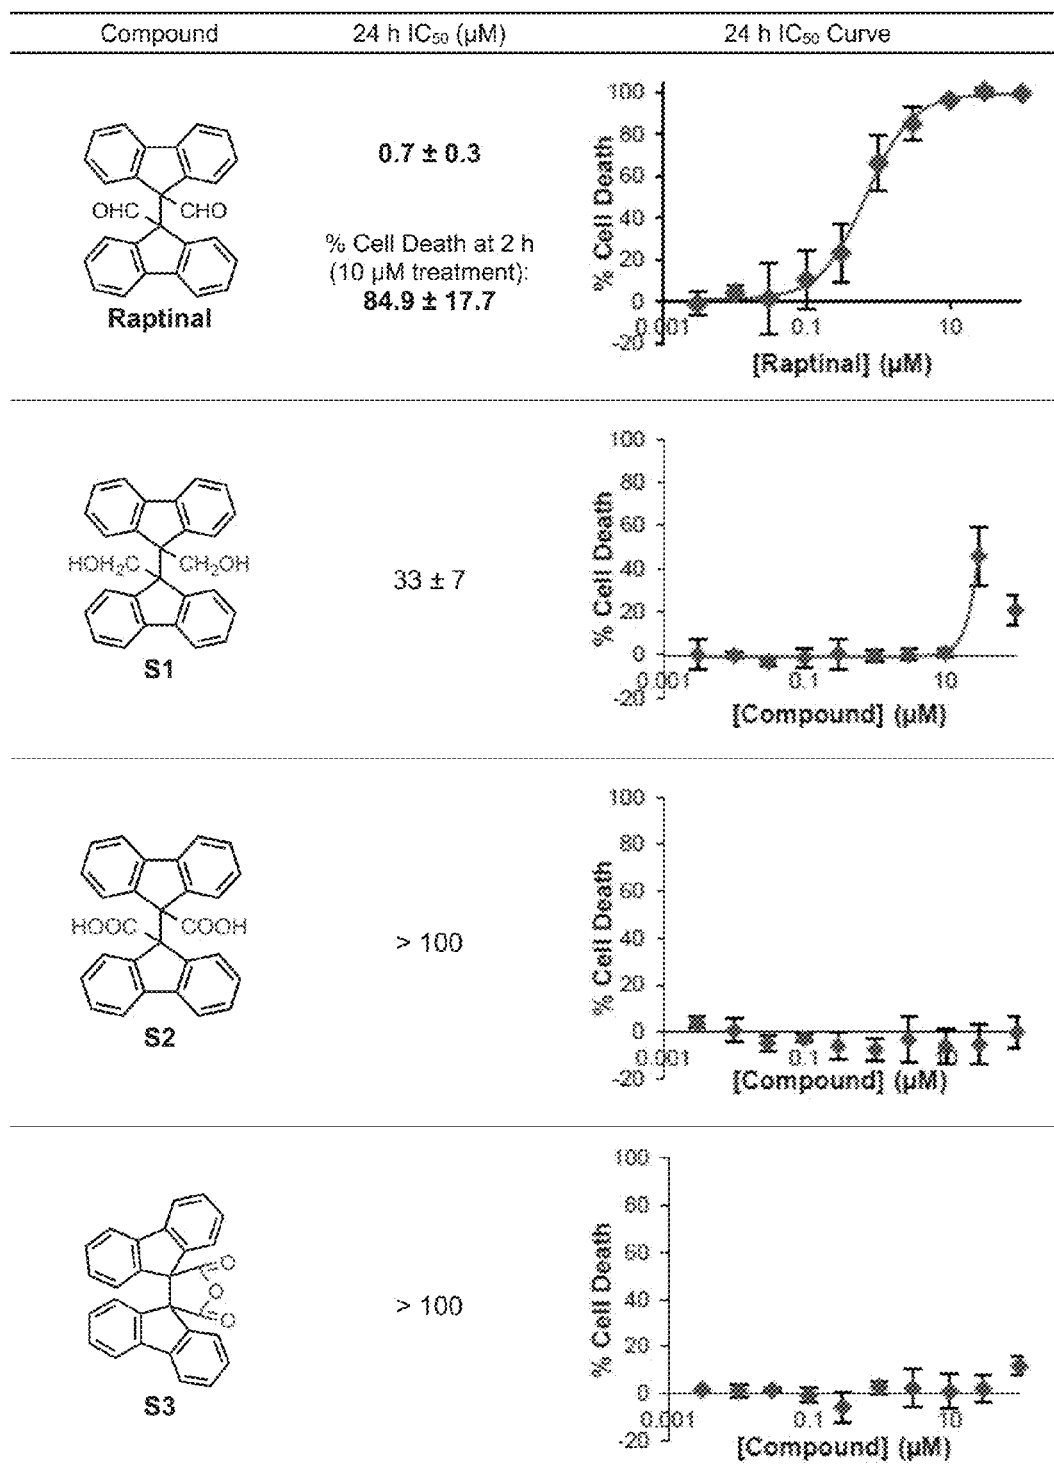 Compound 24 h IC₅₀ (µM) 24 h IC₅₀ Curve
OHC CHO
Raptinal
0.7 ± 0.3
% Cell Death at 2 h
(10 µM treatment):
84.9 ± 17.7
% Cell Death
100
80
60
40
20
0
-20
0.001 0.1 10
[Raptinal] (µM)
HOH₂C CH₂OH
S1
33 ± 7
% Cell Death
100
80
60
40
20
0
-20
0.001 0.1 10
[Compound] (µM)
HOOC COOH
S2
> 100
% Cell Death
100
80
60
40
20
0
-20
0.001 0.1 10
[Compound] (µM)
O
O
O
S3
> 100
% Cell Death
100
80
60
40
20
0
-20
0.001 0.1 10
[Compound] (µM)